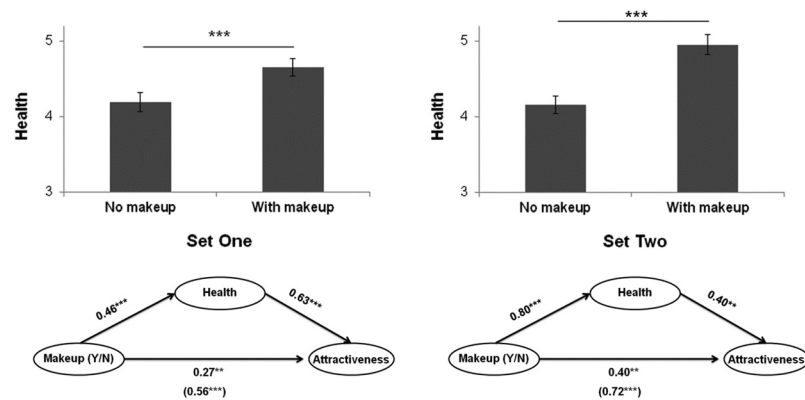 ***
5
4
3
Health
No makeup
With makeup
Set One
***
5
4
3
Health
No makeup
With makeup
Set Two
Health
0.46***
0.63***
Makeup (Y/N)
Attractiveness
0.27**
(0.56***)
Health
0.80***
0.40**
Makeup (Y/N)
Attractiveness
0.40**
(0.72***)